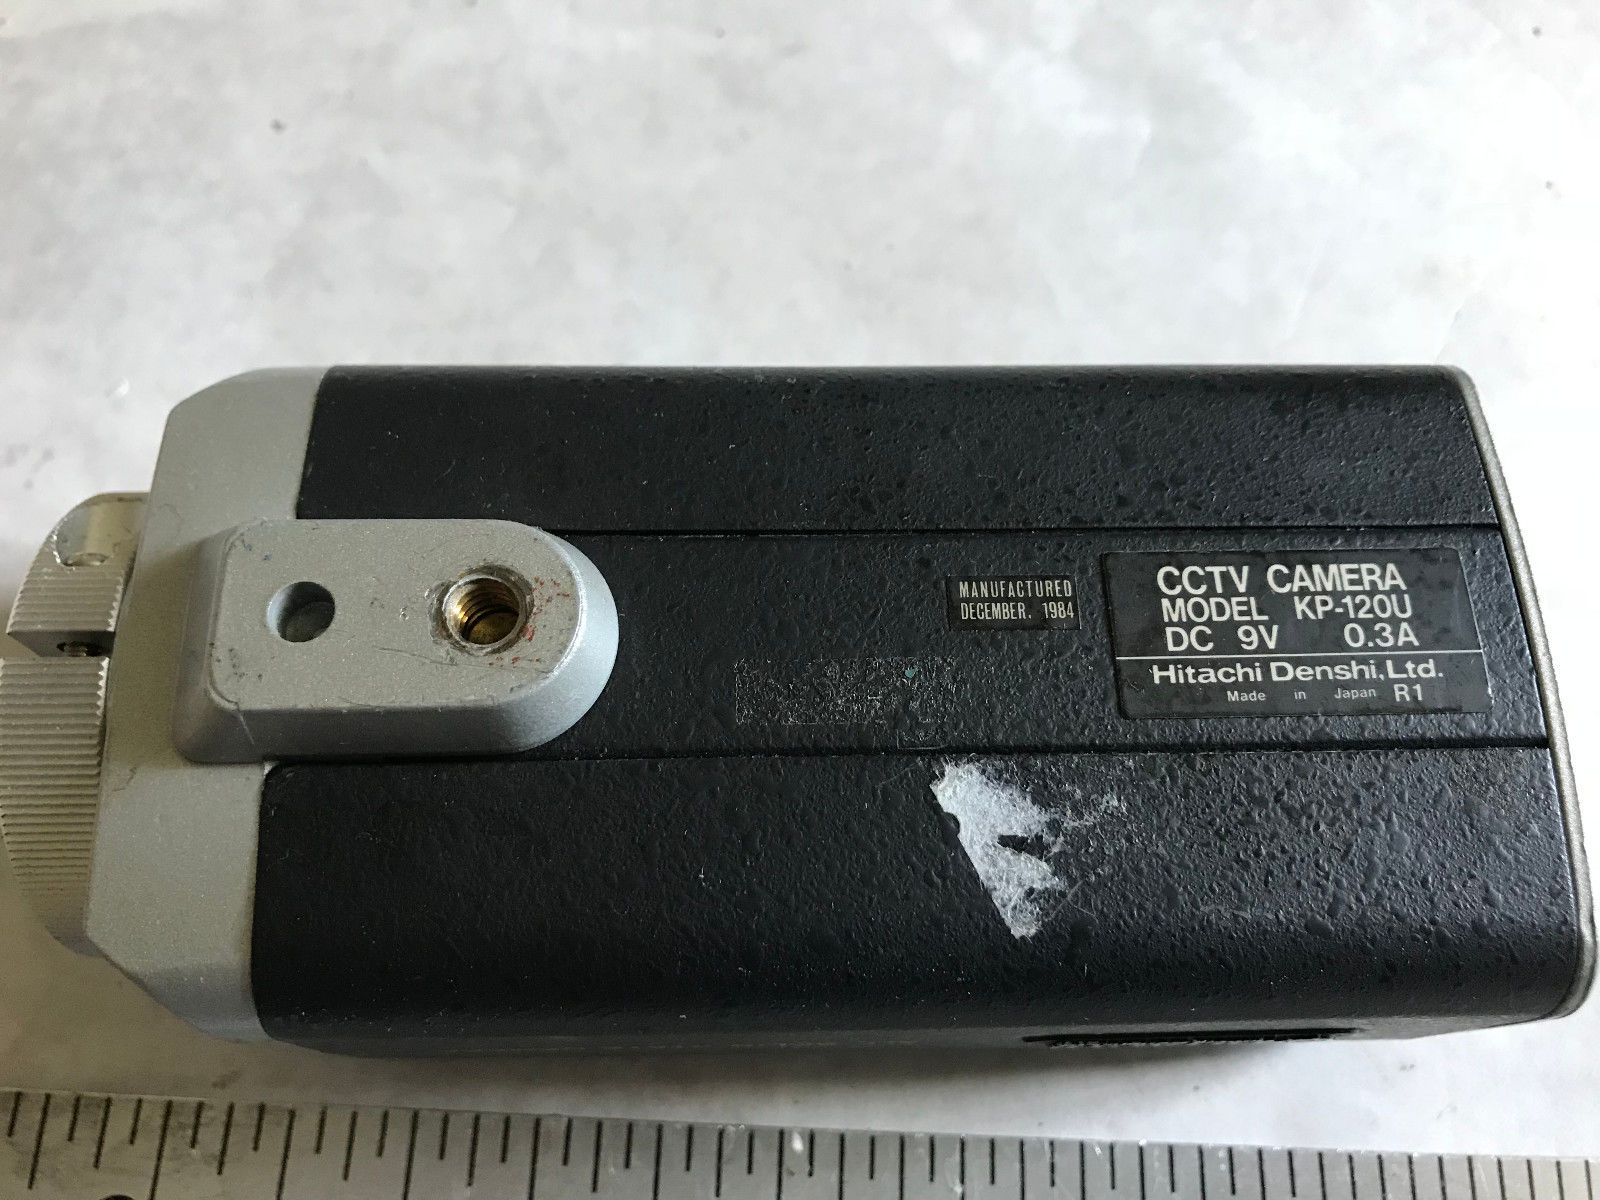 MANUFACTURED
DECEMBER. 1984
CCTV CAMERA
MODEL KP-120U
DC 9V 0.3A
Hitachi Denshi, Ltd.
Made in Japan R1